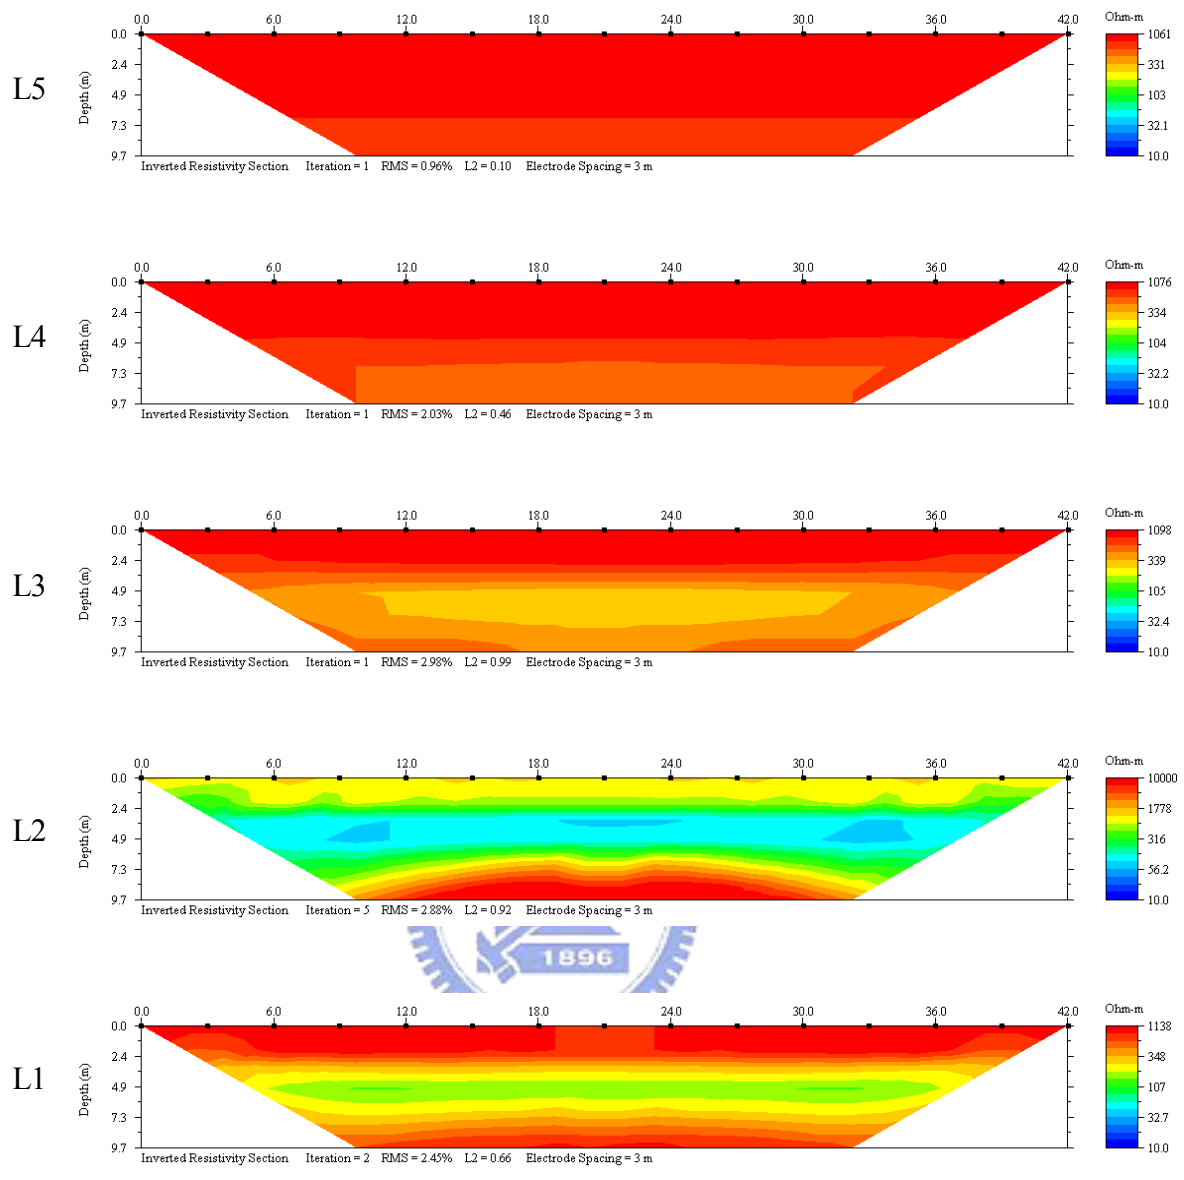 0.0 6.0 12.0 18.0 24.0 30.0 36.0 42.0
Ohm-m
L5
Depth (m)
0.0
2.4
4.9
7.3
9.7
1061
331
103
32.1
10.0
Inverted Resistivity Section Iteration = 1 RMS = 0.96% L2 = 0.10 Electrode Spacing = 3 m
0.0 6.0 12.0 18.0 24.0 30.0 36.0 42.0
Ohm-m
L4
Depth (m)
0.0
2.4
4.9
7.3
9.7
1076
334
104
32.2
10.0
Inverted Resistivity Section Iteration = 1 RMS = 2.03% L2 = 0.46 Electrode Spacing = 3 m
0.0 6.0 12.0 18.0 24.0 30.0 36.0 42.0
Ohm-m
L3
Depth (m)
0.0
2.4
4.9
7.3
9.7
1098
339
105
32.4
10.0
Inverted Resistivity Section Iteration = 1 RMS = 2.98% L2 = 0.99 Electrode Spacing = 3 m
0.0 6.0 12.0 18.0 24.0 30.0 36.0 42.0
Ohm-m
L2
Depth (m)
0.0
2.4
4.9
7.3
9.7
10000
1778
316
56.2
10.0
Inverted Resistivity Section Iteration = 5 RMS = 2.88% L2 = 0.92 Electrode Spacing = 3 m
1896
0.0 6.0 12.0 18.0 24.0 30.0 36.0 42.0
Ohm-m
L1
Depth (m)
0.0
2.4
4.9
7.3
9.7
1138
348
107
32.7
10.0
Inverted Resistivity Section Iteration = 2 RMS = 2.45% L2 = 0.66 Electrode Spacing = 3 m